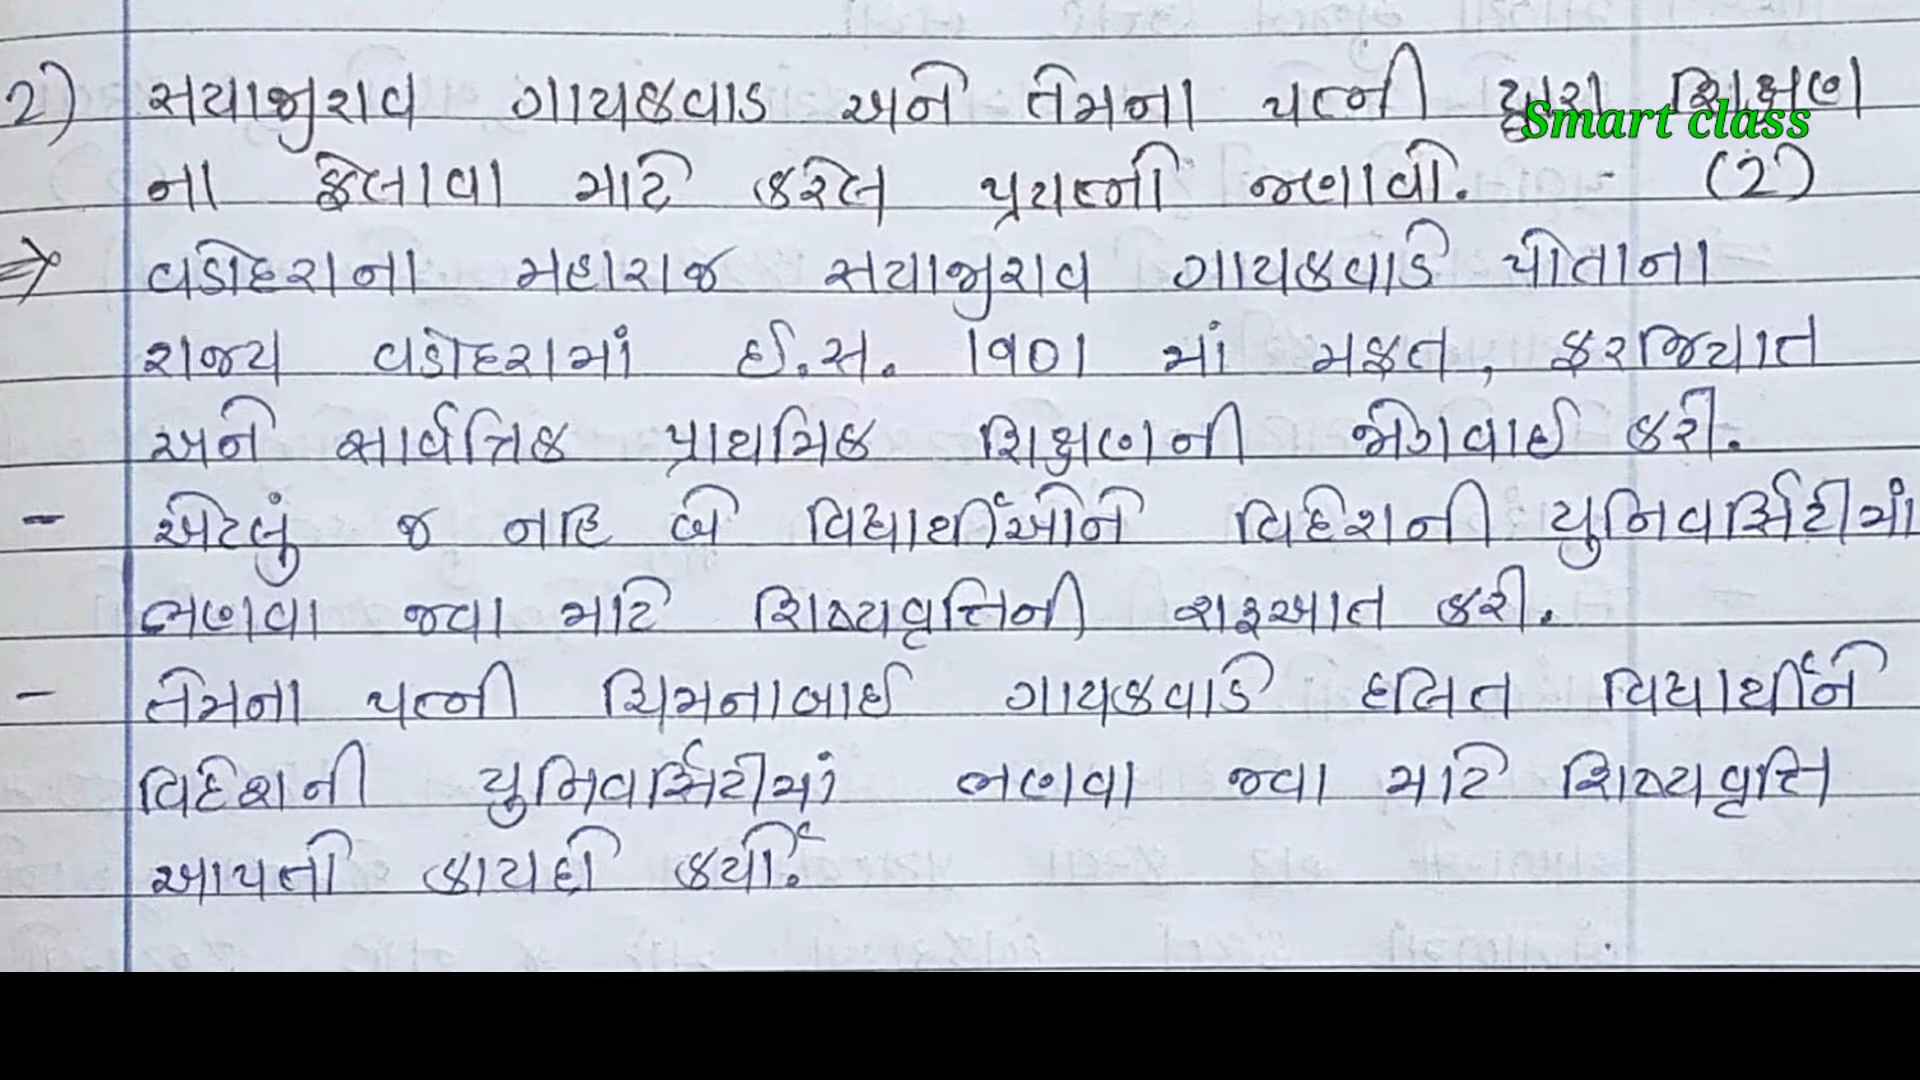 2) સયાજીરાવ ગાયકવાડ અને તેમના પત્ની દ્વારા શિક્ષણ
Smart class
ના ફેલાવા માટે કરેલ પ્રયત્નો જણાવો. - (2)
⇒ વડોદરાના મહારાજ સયાજીરાવ ગાયકવાડે પોતાના
રાજ્ય વડોદરામાં ઈ.સ. ૧૯૦૧ માં મફત, ફરજિયાત
અને સાર્વત્રિક પ્રાથમિક શિક્ષણની જોગવાઈ કરી.
- એટલું જ નહિ બે વિદ્યાર્થીઓને વિદેશની યુનિવર્સિટીમાં
ભણવા જવા માટે શિષ્યવૃત્તિની શરૂઆત કરી.
- તેમના પત્ની ચિમનાબાઈ ગાયકવાડે દલિત વિદ્યાર્થીને
વિદેશની યુનિવર્સિટીમાં ભણવા જવા માટે શિષ્યવૃત્તિ
આપતો કાયદો કર્યો.